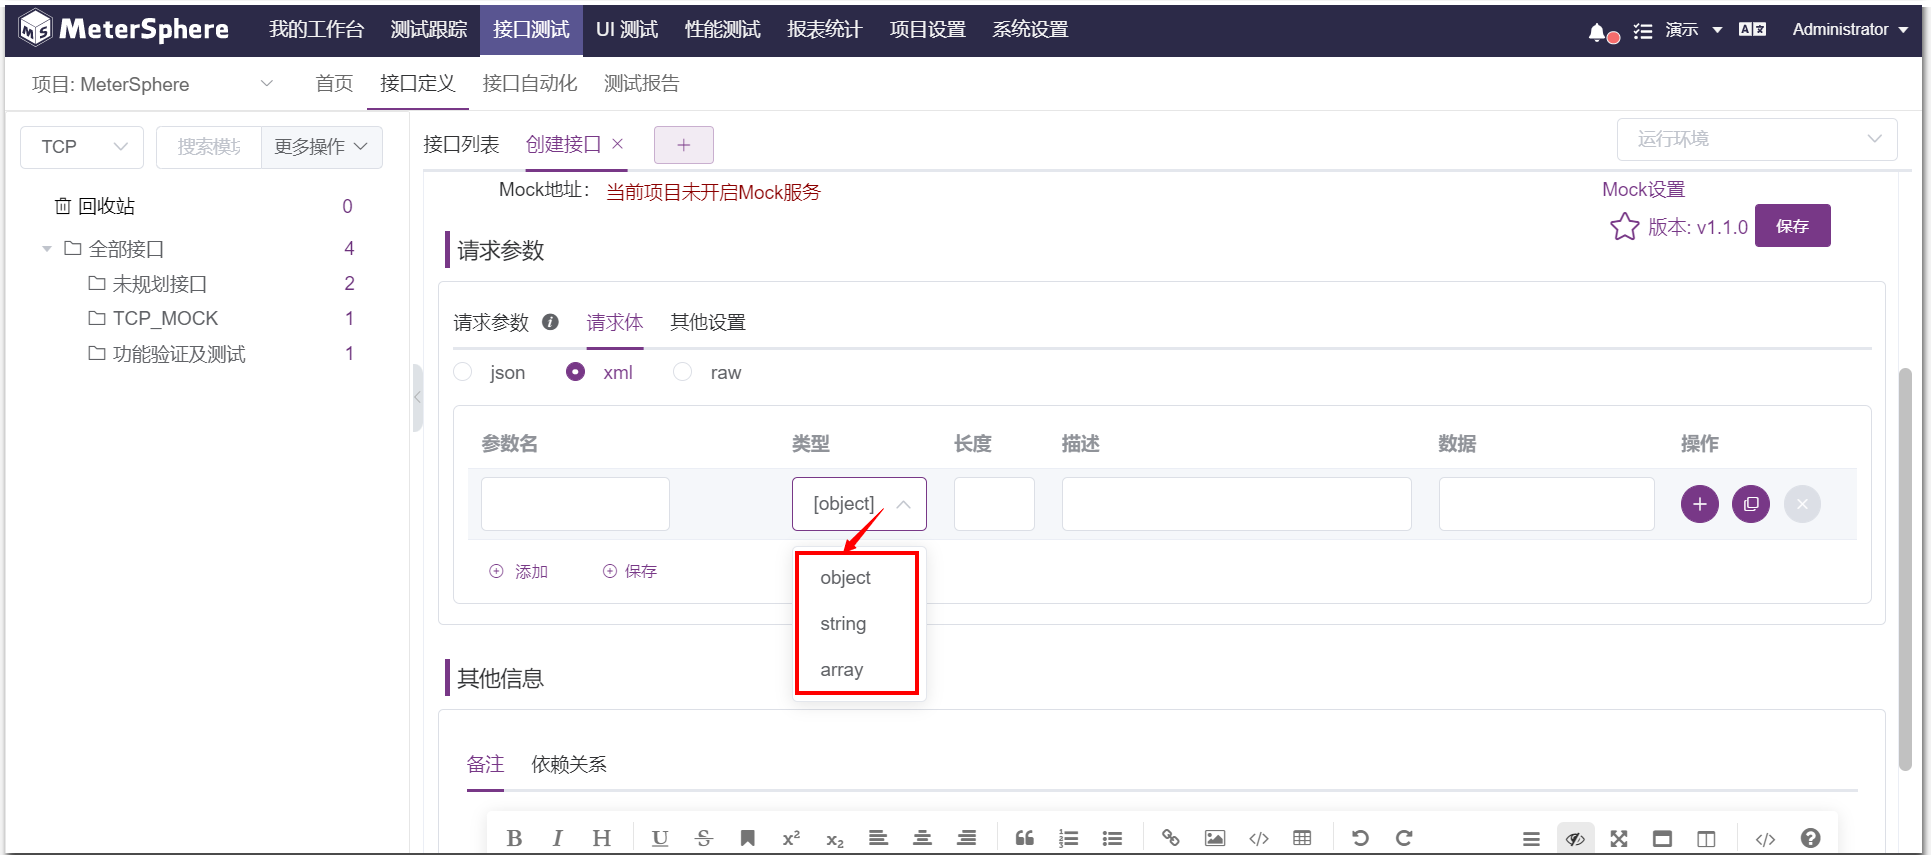 MeterSphere 我的工作台 测试跟踪 接口测试 UI 测试 性能测试 报表统计 项目设置 系统设置 演示 Administrator
项目: MeterSphere 首页 接口定义 接口自动化 测试报告
TCP 搜索模块 更多操作 接口列表 创建接口 运行环境
Mock地址: 当前项目未开启Mock服务 Mock设置
回收站 0
版本: v1.1.0 保存
全部接口 4
请求参数
未规划接口 2
TCP_MOCK 1
请求参数 请求体 其他设置
功能验证及测试 1
json xml raw
参数名 类型 长度 描述 数据 操作
[object]
添加 保存
object
string
array
其他信息
备注 依赖关系